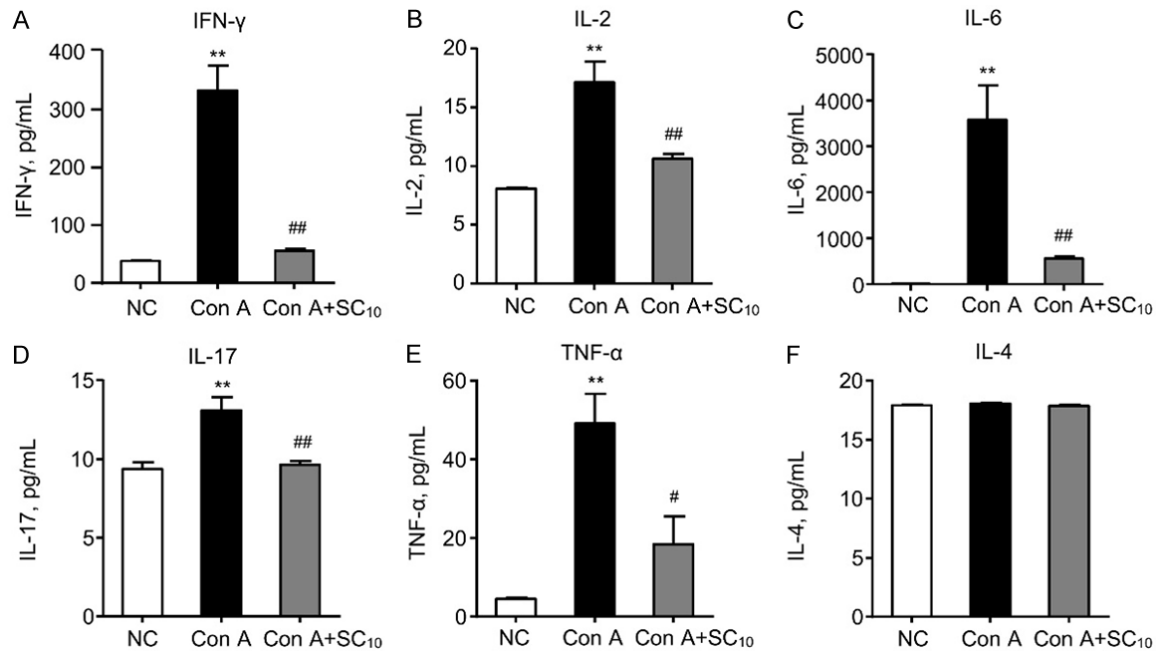 A
IFN-γ
IFN-γ, pg/mL
400
300
200
100
0
**
##
NC
Con A
Con A+SC₁₀
B
IL-2
IL-2, pg/mL
20
15
10
5
0
**
##
NC
Con A
Con A+SC₁₀
C
IL-6
IL-6, pg/mL
5000
4000
3000
2000
1000
0
**
##
NC
Con A
Con A+SC₁₀
D
IL-17
IL-17, pg/mL
15
10
5
0
**
##
NC
Con A
Con A+SC₁₀
E
TNF-α
TNF-α, pg/mL
60
40
20
0
**
#
NC
Con A
Con A+SC₁₀
F
IL-4
IL-4, pg/mL
20
15
10
5
0
NC
Con A
Con A+SC₁₀